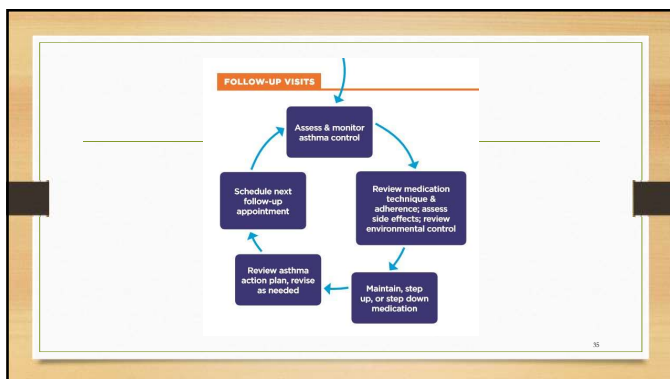 FOLLOW-UP VISITS
Assess & monitor
asthma control
Review medication
technique &
adherence; assess
side effects; review
environmental control
Maintain, step
up, or step down
medication
Review asthma
action plan, revise
as needed
Schedule next
follow-up
appointment
35